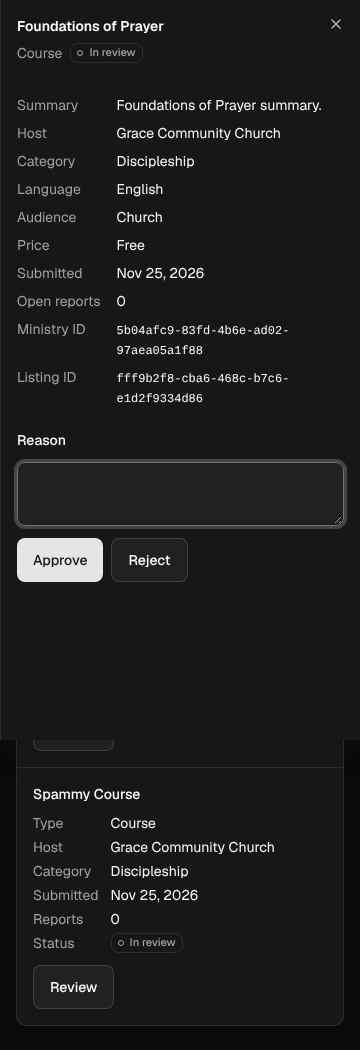 Foundations of Prayer
Course In review
Summary Foundations of Prayer summary.
Host Grace Community Church
Category Discipleship
Language English
Audience Church
Price Free
Submitted Nov 25, 2026
Open reports 0
Ministry ID 5b04afc9-83fd-4b6e-ad02-
97aea05a1f88
Listing ID fff9b2f8-cba6-468c-b7c6-
e1d2f9334d86
Reason
Approve Reject
Spammy Course
Type Course
Host Grace Community Church
Category Discipleship
Submitted Nov 25, 2026
Reports 0
Status In review
Review